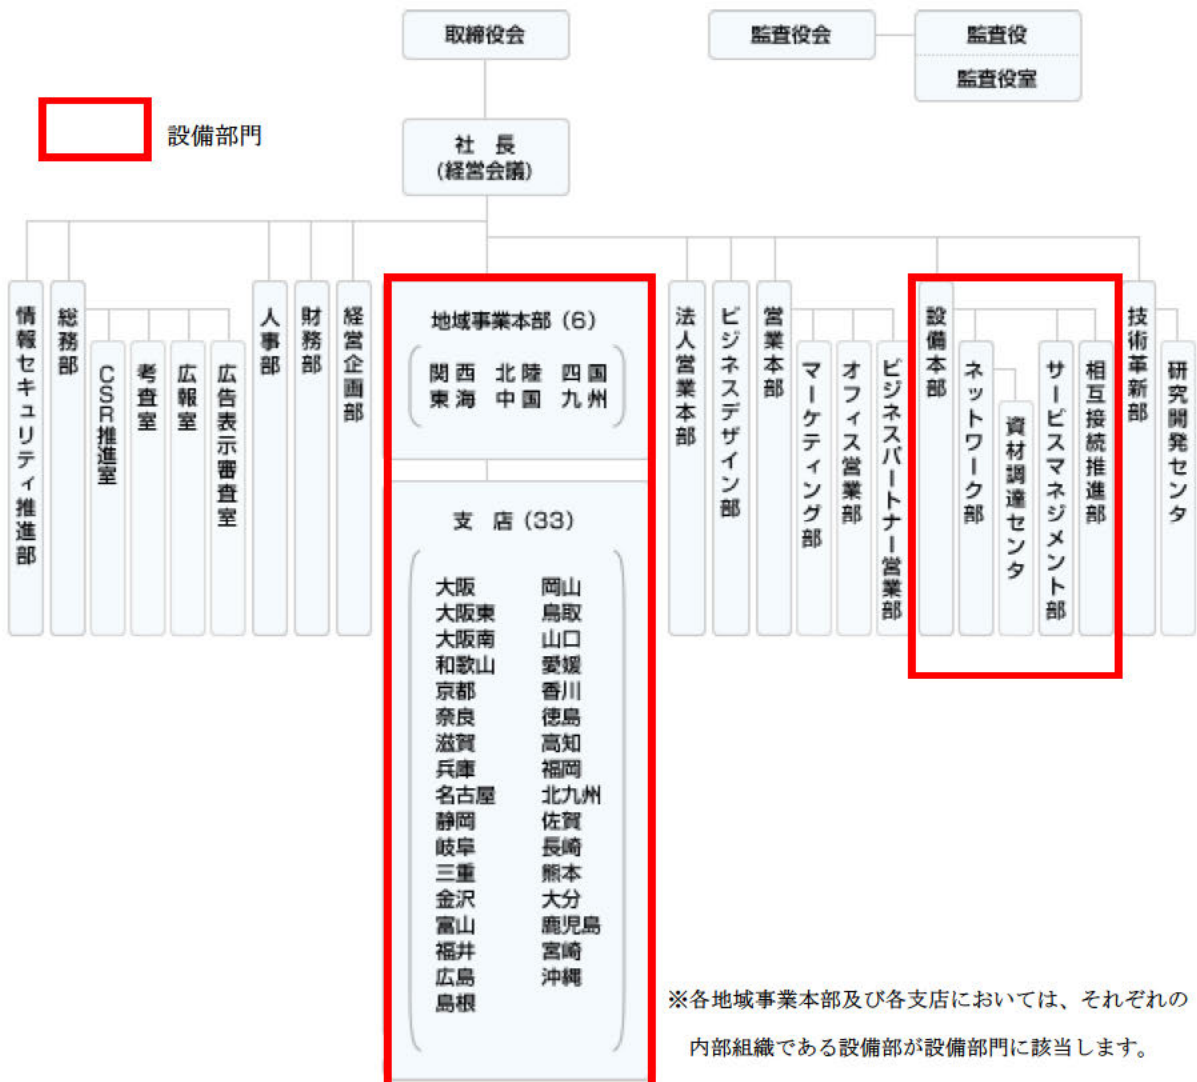 取締役会
監査役会
監査役
監査役室
設備部門
社 長
(経営会議)
情報セキュリティ推進部
総務部
CSR推進室
考査室
広報室
広告表示審査室
人事部
財務部
経営企画部
地域事業本部(6)
関西 北陸 四国
東海 中国 九州
支 店(33)
大阪 岡山
大阪東 鳥取
大阪南 山口
和歌山 愛媛
京都 香川
奈良 徳島
滋賀 高知
兵庫 福岡
名古屋 北九州
静岡 佐賀
岐阜 長崎
三重 熊本
金沢 大分
富山 鹿児島
福井 宮崎
広島 沖縄
島根
法人営業本部
ビジネスデザイン部
営業本部
マーケティング部
オフィス営業部
ビジネスパートナー営業部
設備本部
ネットワーク部
資材調達センタ
サービスマネジメント部
相互接続推進部
技術革新部
研究開発センタ
※各地域事業本部及び各支店においては、それぞれの
内部組織である設備部が設備部門に該当します。